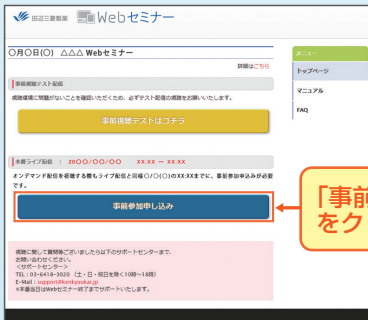 田辺三菱製薬 Webセミナー
〇月〇日(〇) △△△ Webセミナー
詳細はこちら
事前視聴テスト配信
視聴環境に問題がないことを確認いただくため、必ずテスト配信の視聴をお願いいたします。
事前視聴テストはコチラ
本番ライブ配信 : 20〇〇/〇〇/〇〇 XX:XX ~ XX:XX
オンデマンド配信を視聴する際もライブ配信と同様〇/〇(〇)のXX:XXまでに、事前参加申込みが必要
です。
事前参加申し込み
視聴に関して質問等ございましたら以下のサポートセンターまで、
お問い合わせください。
<サポートセンター>
TEL:03-6418-3020 (土・日・祝日を除く10時~18時)
E-Mail:support@kenkyuukai.jp
※本番当日はWebセミナー終了までサポートいたします。
メニュー
トップページ
マニュアル
FAQ
「事前
をク